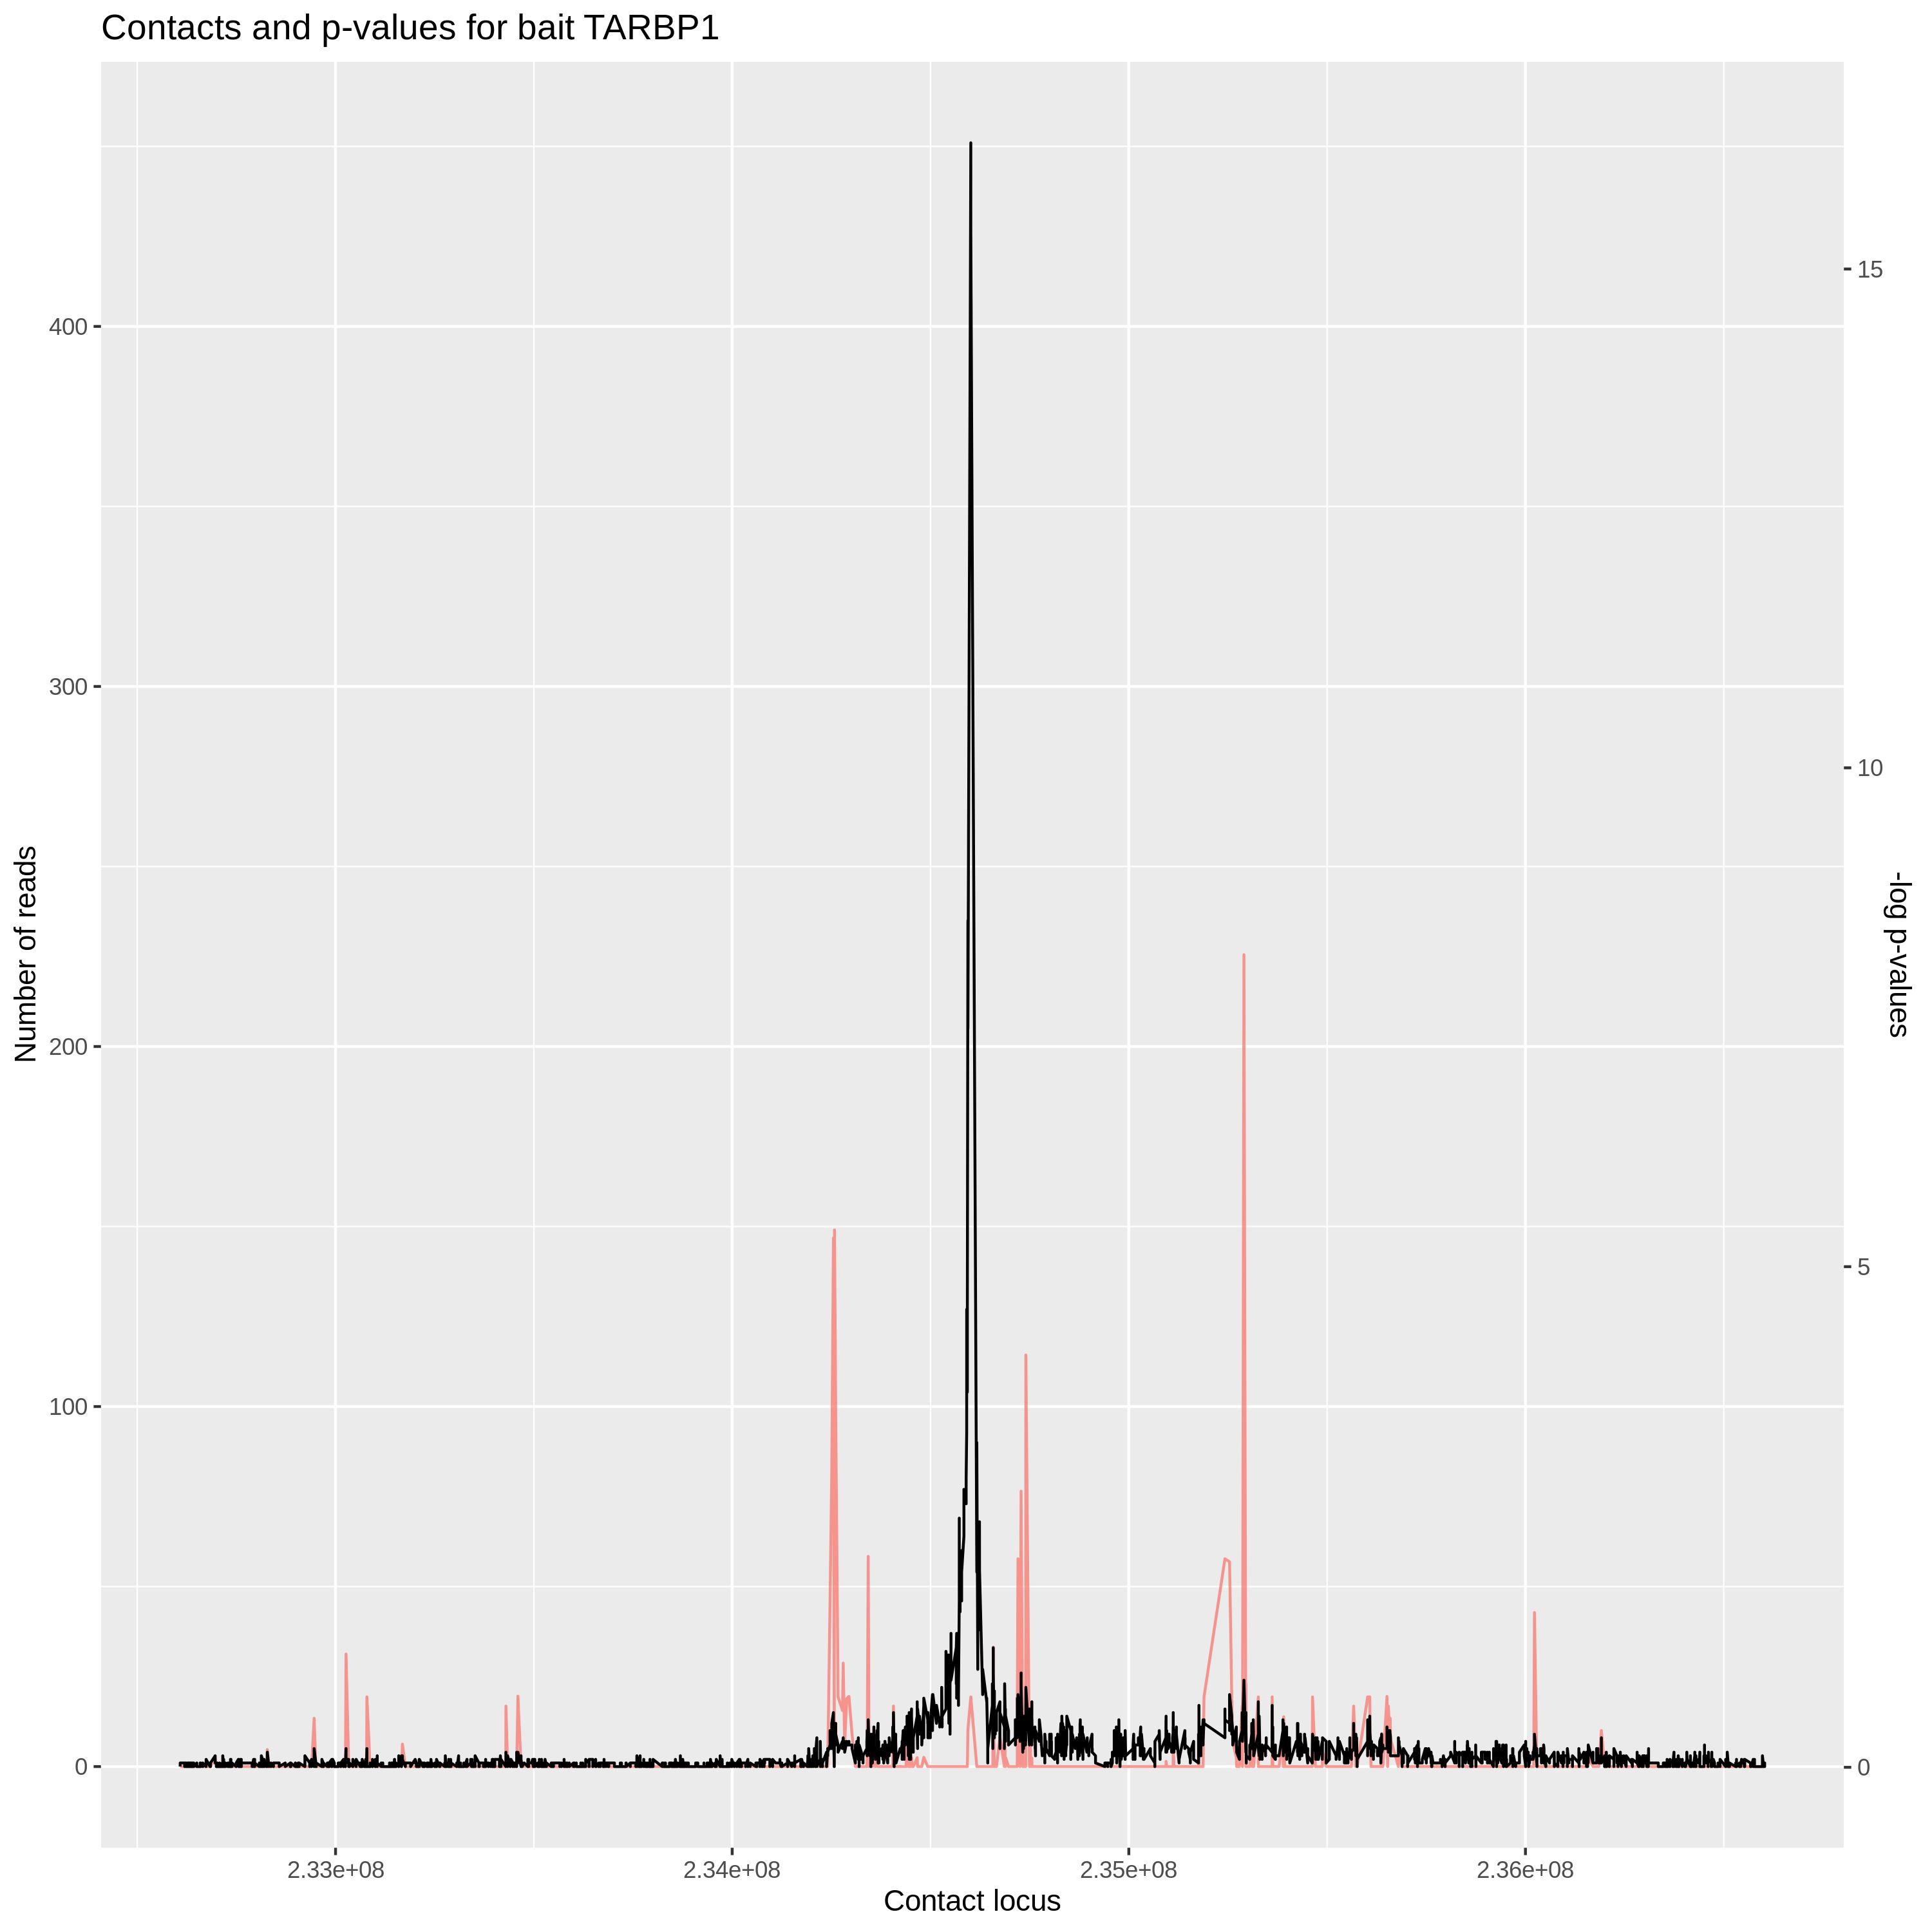 Contacts and p-values for bait TARBP1
Number of reads
400
300
200
100
0
15
10
5
0
-log p-values
2.33e+08
2.34e+08
2.35e+08
2.36e+08
Contact locus